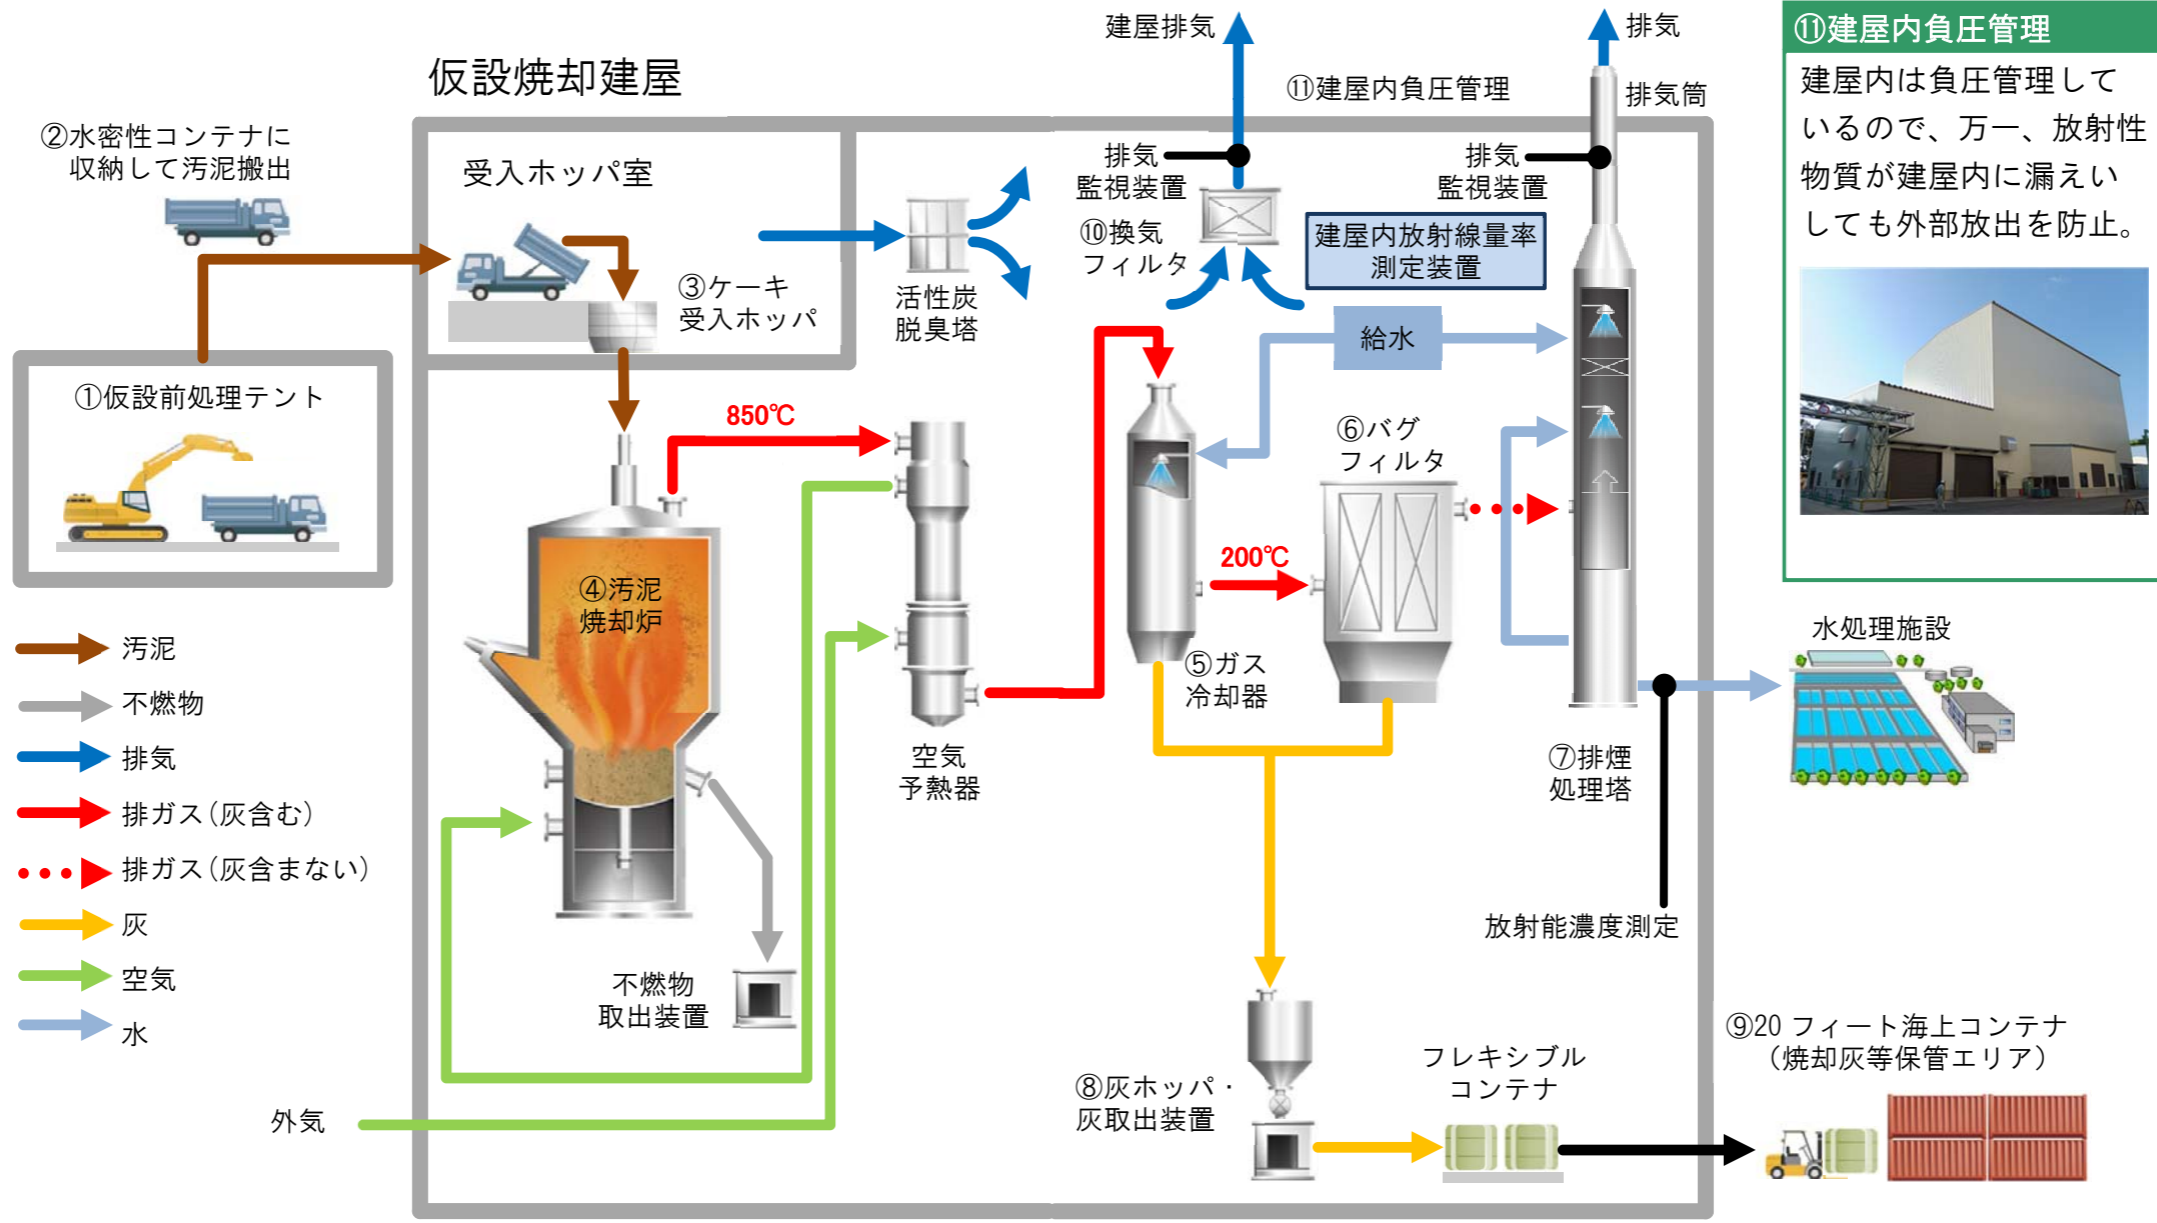 仮設焼却建屋
②水密性コンテナに
収納して汚泥搬出
受入ホッパ室
③ケーキ
受入ホッパ
①仮設前処理テント
活性炭
脱臭塔
建屋排気
⑪建屋内負圧管理
排気
排気筒
排気
監視装置
排気
監視装置
⑩換気
フィルタ
建屋内放射線量率
測定装置
給水
850℃
④汚泥
焼却炉
空気
予熱器
⑤ガス
冷却器
200℃
⑥バグ
フィルタ
⑦排煙
処理塔
放射能濃度測定
水処理施設
⑪建屋内負圧管理
建屋内は負圧管理して
いるので、万一、放射性
物質が建屋内に漏えい
しても外部放出を防止。
汚泥
不燃物
排気
排ガス(灰含む)
排ガス(灰含まない)
灰
空気
水
不燃物
取出装置
外気
⑧灰ホッパ・
灰取出装置
フレキシブル
コンテナ
⑨20 フィート海上コンテナ
(焼却灰等保管エリア)